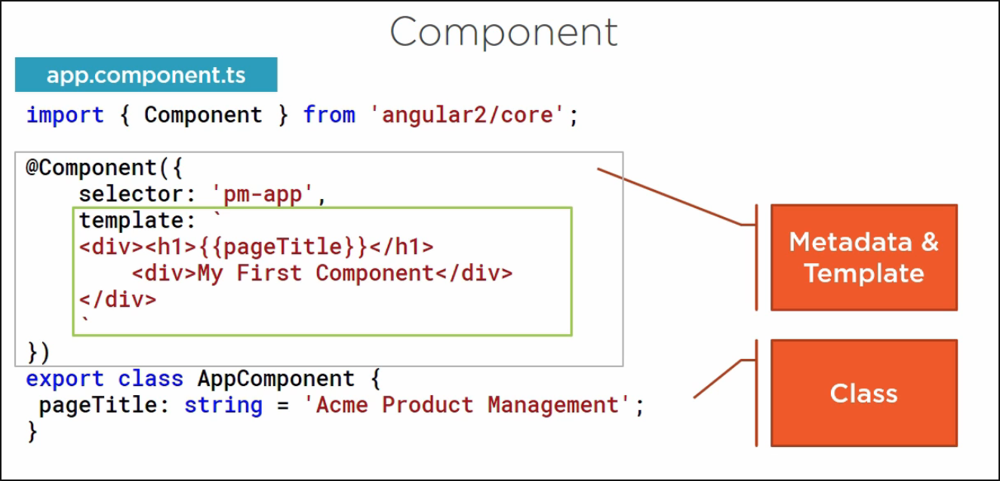 Component
app.component.ts
import { Component } from 'angular2/core';
@Component({
    selector: 'pm-app',
    template: `
    <div><h1>{{pageTitle}}</h1>
        <div>My First Component</div>
    </div>
    `
})
export class AppComponent {
 pageTitle: string = 'Acme Product Management';
}
Metadata &
Template
Class